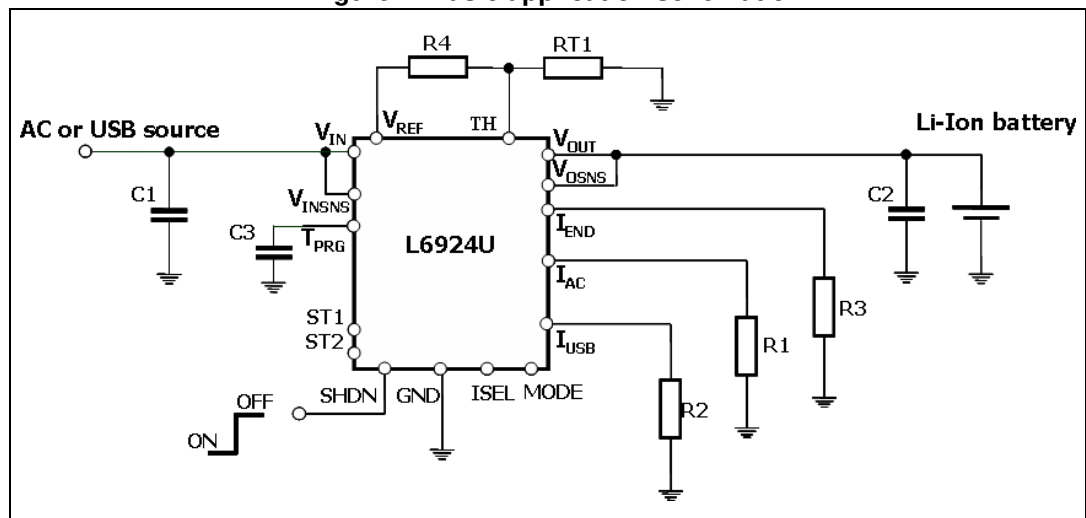 R4
RT1
AC or USB source
Li-Ion battery
VIN
VREF
TH
VOUT
VOSNS
C1
VINSNS
C2
C3
TPRG
L6924U
IEND
IAC
R3
ST1
ST2
IUSB
R1
SHDN
GND
ISEL
MODE
OFF
R2
ON